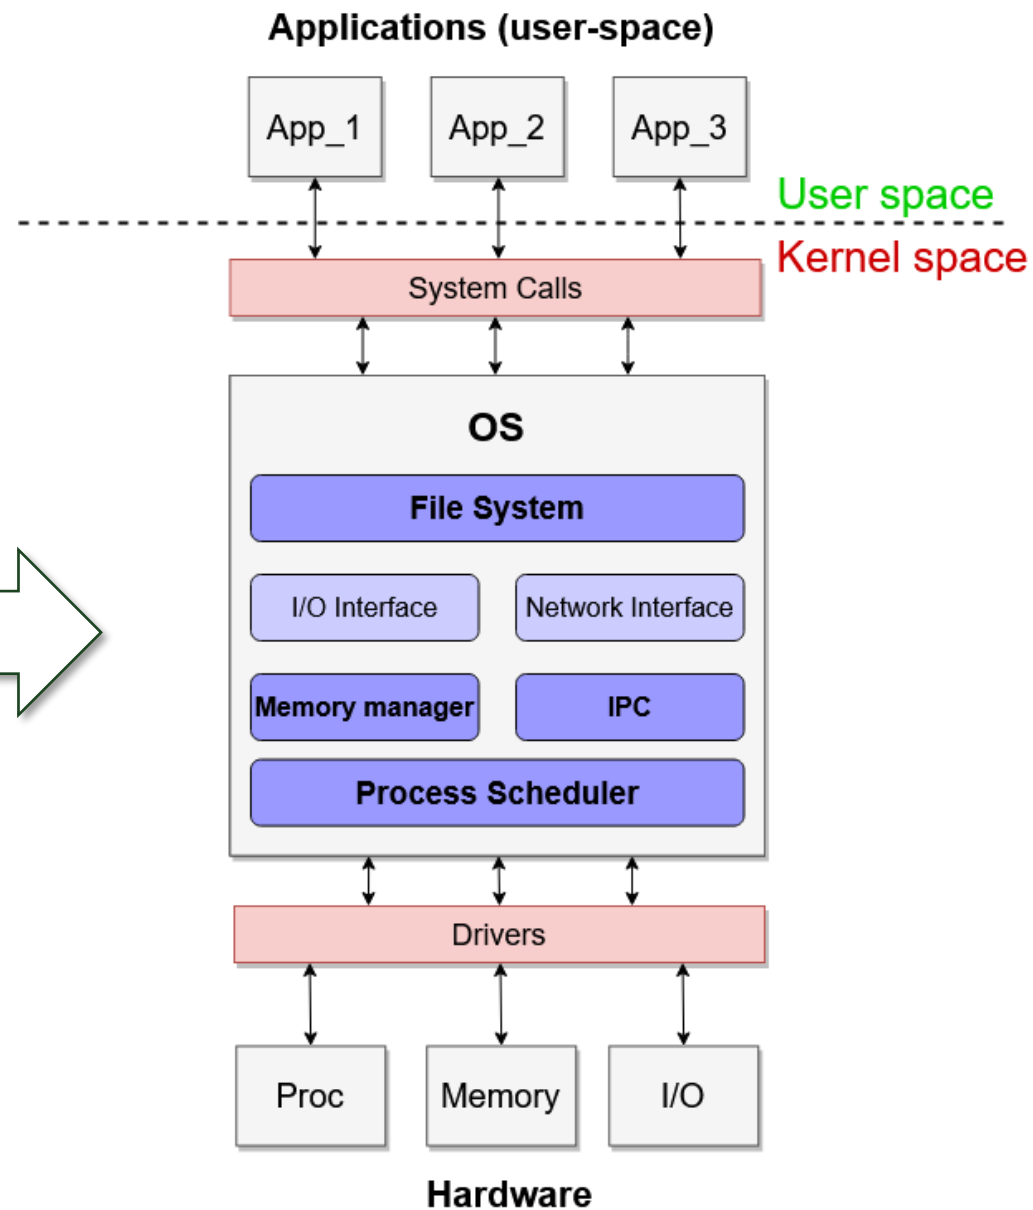 Applications (user-space)
App_1
App_2
App_3
User space
Kernel space
System Calls
OS
File System
I/O Interface
Network Interface
Memory manager
IPC
Process Scheduler
Drivers
Proc
Memory
I/O
Hardware